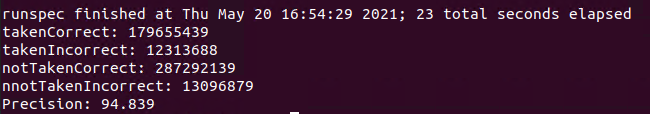 runspec finished at Thu May 20 16:54:29 2021; 23 total seconds elapsed
takenCorrect: 179655439
takenIncorrect: 12313688
notTakenCorrect: 287292139
nnotTakenIncorrect: 13096879
Precision: 94.839